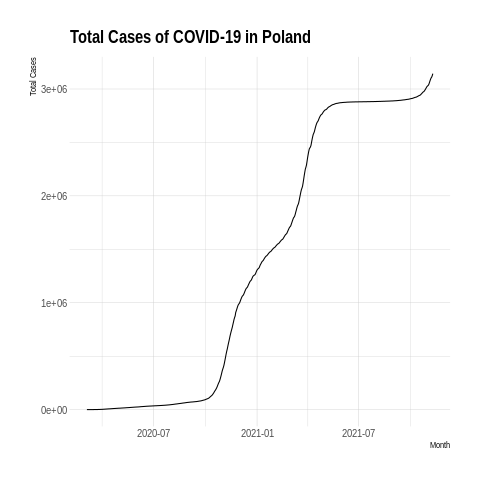 Total Cases of COVID-19 in Poland
Total Cases
3e+06
2e+06
1e+06
0e+00
2020-07
2021-01
2021-07
Month